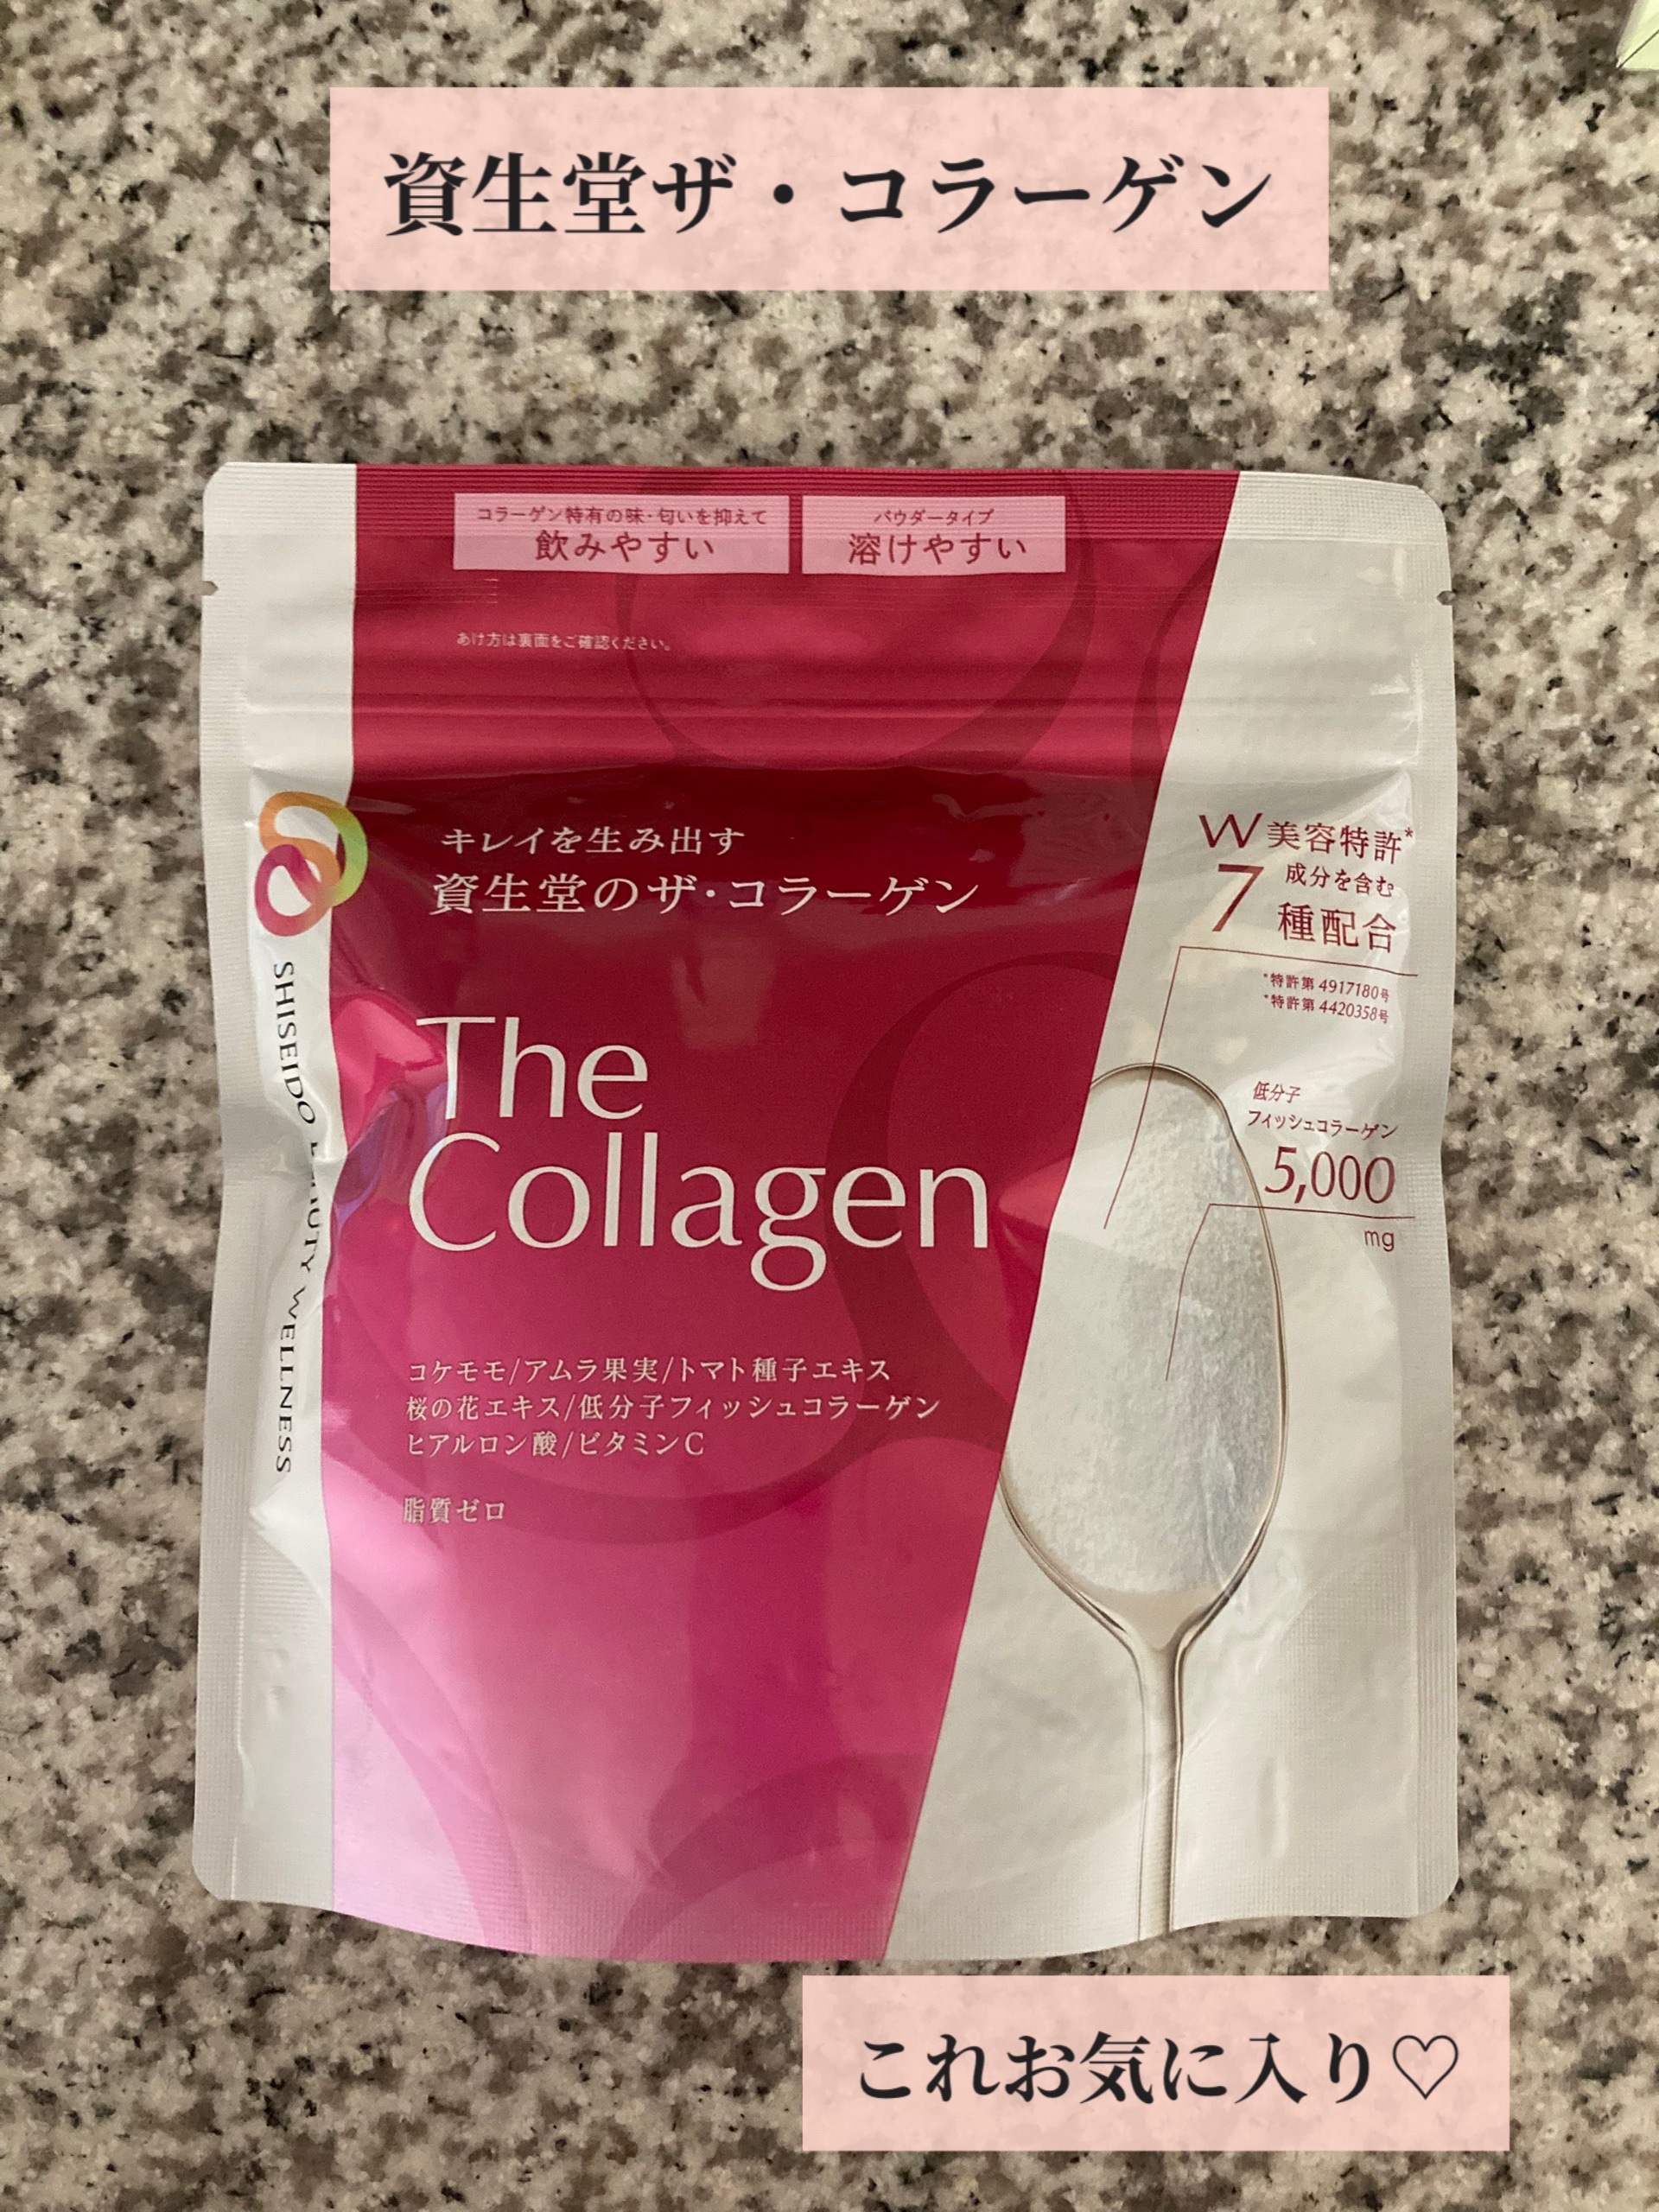 資生堂ザ・コラーゲン
コラーゲン特有の味・匂いを抑えて
飲みやすい
パウダータイプ
溶けやすい
あけ方は裏面をご確認ください。
キレイを生み出す
資生堂のザ・コラーゲン
The
Collagen
コケモモ/アムラ果実/トマト種子エキス
桜の花エキス/低分子フィッシュコラーゲン
ヒアルロン酸/ビタミンC
脂質ゼロ
W美容特許*
成分を含む
7種配合
*特許第4917180号
*特許第4420358号
低分子
フィッシュコラーゲン
5,000
mg
SHISEIDO BEAUTY WELLNESS
これお気に入り♡